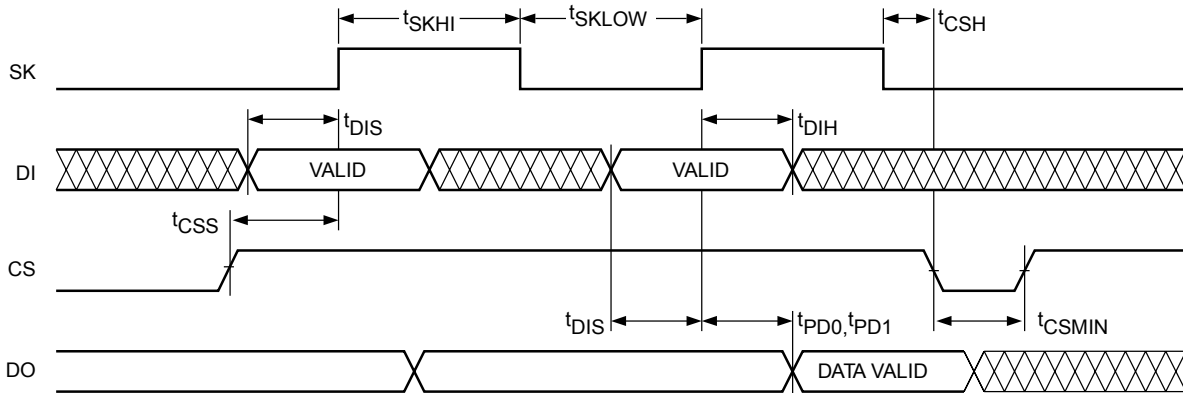 tSKHI tSKLOW tCSH
SK
tDIS tDIH
DI VALID VALID
tCSS
CS
tDIS tPD0,tPD1 tCSMIN
DO DATA VALID